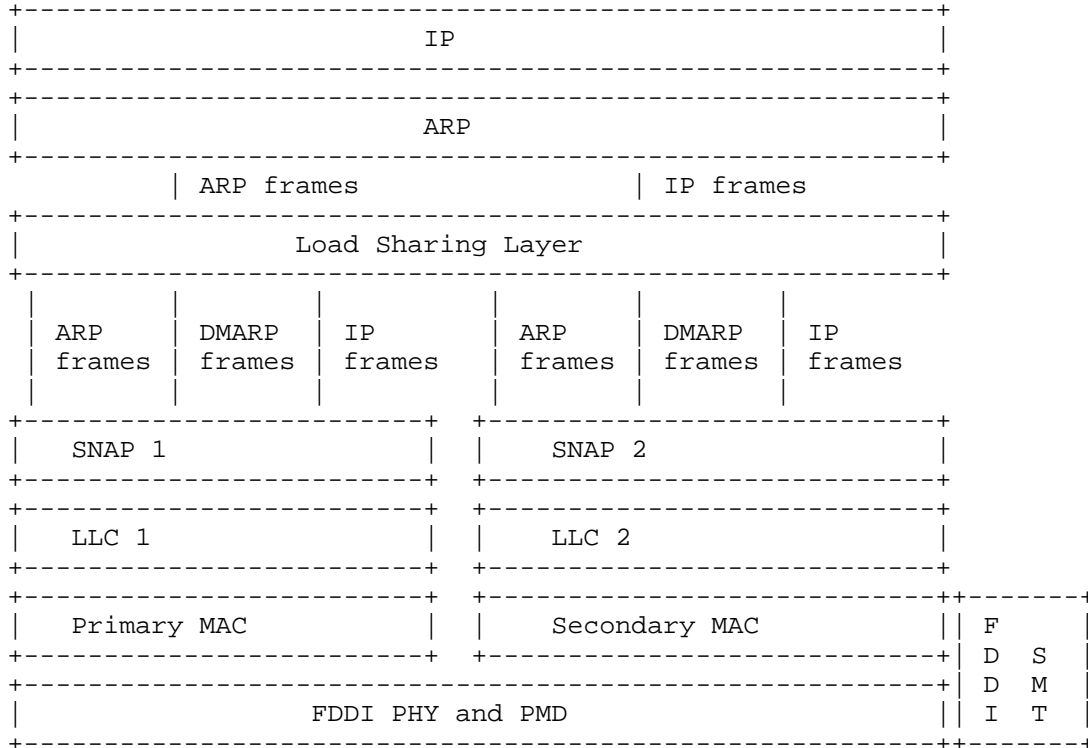 IP
ARP
ARP frames IP frames
Load Sharing Layer
ARP DMARP IP ARP DMARP IP
frames frames frames frames frames frames
SNAP 1 SNAP 2
LLC 1 LLC 2
Primary MAC Secondary MAC F
D S
D M
FDDI PHY and PMD I T